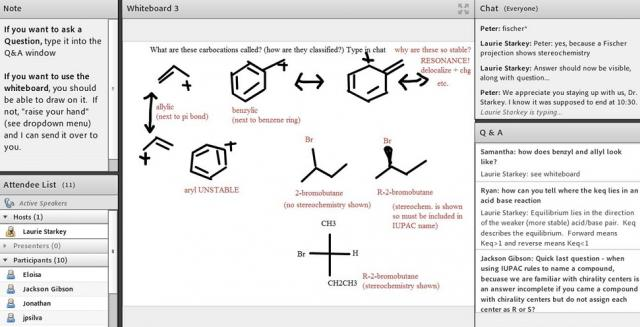 Note
Whiteboard 3
Chat (Everyone)
If you want to ask a
Question, type it into the
Q&A window
If you want to use the
whiteboard, you should
be able to draw on it. If
not, "raise your hand"
(see dropdown menu)
and I can send it over to
you.
Attendee List (11)
Active Speakers
Hosts (1)
Laurie Starkey
Presenters (0)
Participants (10)
Eloisa
Jackson Gibson
Jonathan
jpsilva
What are these carbocations called? (how are they classified?) Type in chat
why are these so stable?
RESONANCE!
delocalize + chg
etc.
allylic
(next to pi bond)
benzylic
(next to benzene ring)
+
+
+
+
+
aryl UNSTABLE
Br
2-bromobutane
(no stereochemistry shown)
Br
R-2-bromobutane
(stereochem. is shown
so must be included in
IUPAC name)
CH3
Br
H
CH2CH3
R-2-bromobutane
(stereochemistry shown)
Peter: fischer*
Laurie Starkey: Peter: yes, because a Fischer
projection shows stereochemistry
Laurie Starkey: Answer should now be visible,
along with question...
Peter: We appreciate you staying up with us, Dr.
Starkey. I know it was supposed to end at 10:30.
Laurie Starkey is typing...
Q & A
Samantha: how does benzyl and allyl look
like?
Laurie Starkey: see whiteboard
Ryan: how can you tell where the keq lies in an
acid base reaction
Laurie Starkey: Equilibrium lies in the direction
of the weaker (more stable) acid/base pair. Keq
describes the equilibrium. Forward means
Keq>1 and reverse means Keq<1
Jackson Gibson: Quick last question - when
using IUPAC rules to name a compound,
becuase we are familiar with chirality centers is
an answer incomplete if you came a compound
with chirality centers but do not assign each
center as R or S?